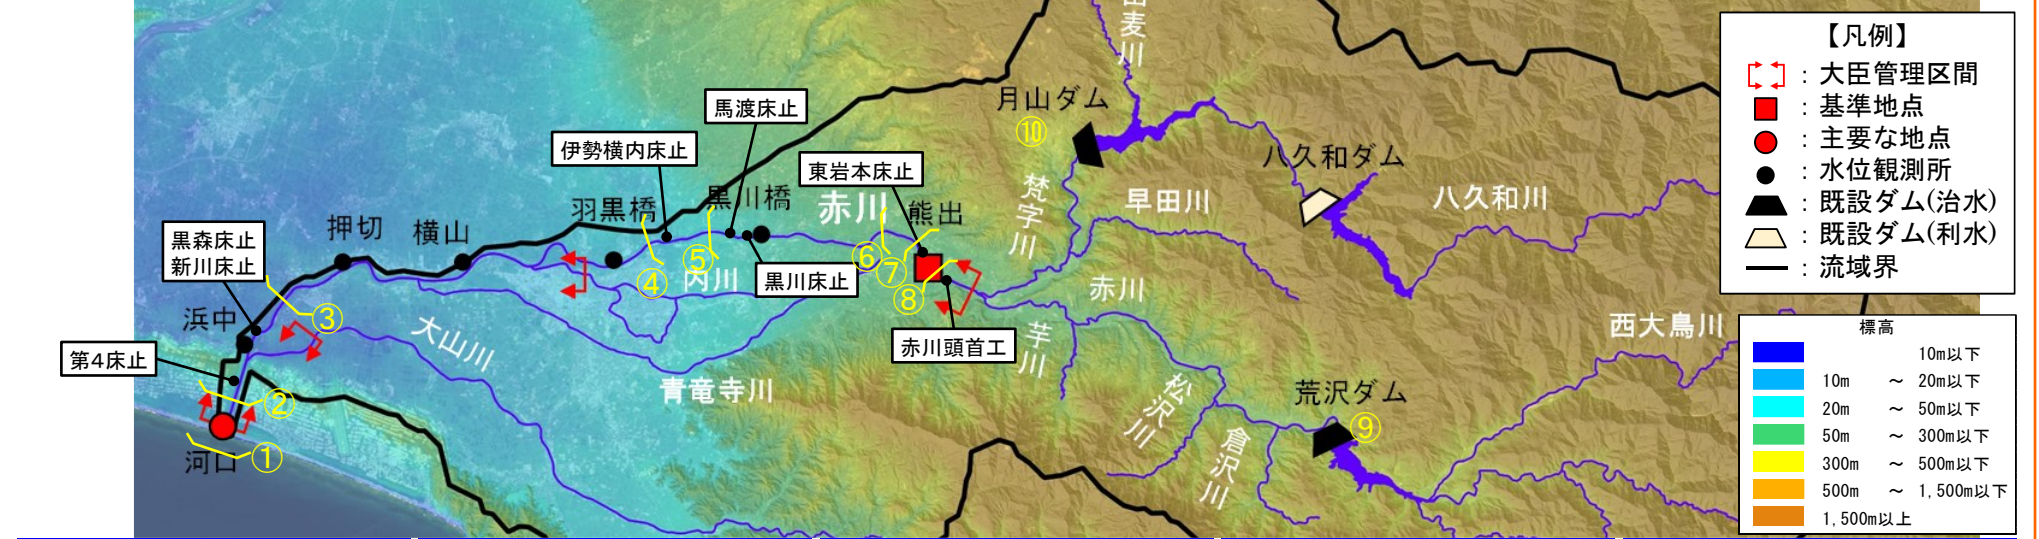 麦川
【凡例】
：大臣管理区間
：基準地点
：主要な地点
：水位観測所
：既設ダム(治水)
：既設ダム(利水)
：流域界
標高
10m以下
10m ～ 20m以下
20m ～ 50m以下
50m ～ 300m以下
300m ～ 500m以下
500m ～ 1,500m以下
1,500m以上
月山ダム
⑩
馬渡床止
伊勢横内床止
東岩本床止
八久和ダム
八久和川
梵字川
早田川
羽黒橋
黒川橋
赤川
熊出
黒森床止
新川床止
押切
横山
④
⑤
⑥
⑦
⑧
内川
黒川床止
赤川
浜中
③
大山川
芋川
赤川頭首工
西大鳥川
第4床止
②
青竜寺川
松沢川
荒沢ダム
⑨
倉沢川
河口
①